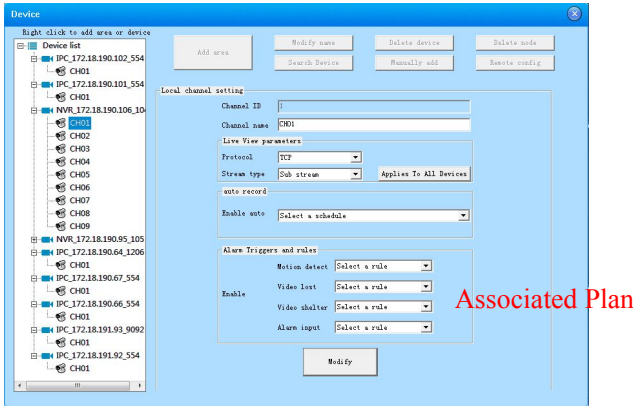 Device
Right click to add area or device
Device list
IPC_172.18.190.102_554
CH01
IPC_172.18.190.101_554
CH01
NVR_172.18.190.106_10
CH01
CH02
CH03
CH04
CH05
CH06
CH07
CH08
CH09
NVR_172.18.190.95_105
IPC_172.18.190.64_1206
CH01
IPC_172.18.190.67_554
CH01
IPC_172.18.190.66_554
CH01
IPC_172.18.191.93_9092
CH01
IPC_172.18.191.92_554
CH01
Add area
Modify name
Delete device
Delete node
Search Device
Manually add
Remote config
Local channel setting
Channel ID 1
Channel name CH01
Live View parameters
Protocol TCP
Stream type Sub stream Applies To All Devices
auto record
Enable auto Select a schedule
Alarm Triggers and rules
Enable
Motion detect Select a rule
Video lost Select a rule
Video shelter Select a rule
Alarm input Select a rule
Associated Plan
Modify